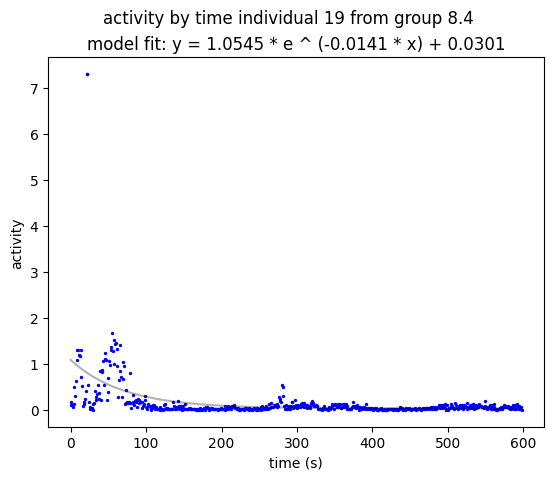 activity by time individual 19 from group 8.4
model fit: y = 1.0545 * e ^ (-0.0141 * x) + 0.0301
7
6
5
4
3
2
1
0
activity
0 100 200 300 400 500 600
time (s)